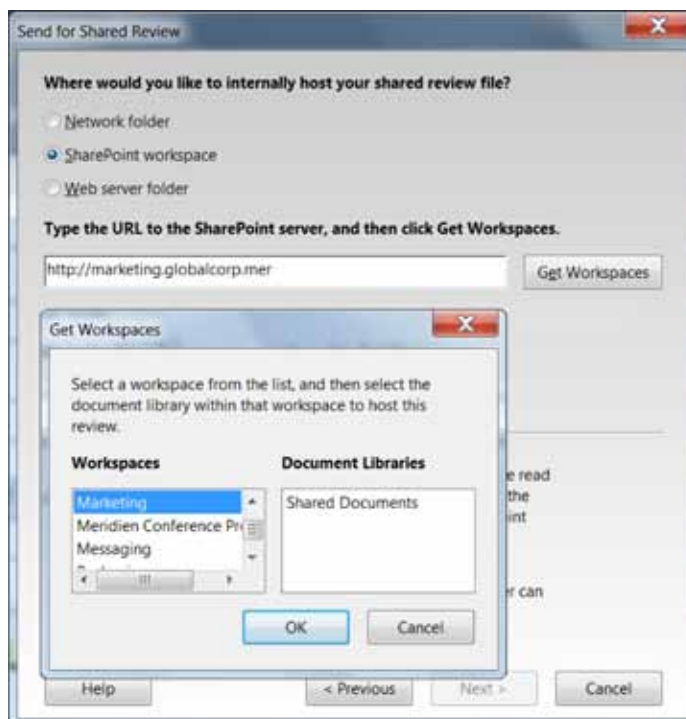 Send for Shared Review
Where would you like to internally host your shared review file?
Network folder
SharePoint workspace
Web server folder
Type the URL to the SharePoint server, and then click Get Workspaces.
http://marketing.globalcorp.mer
Get Workspaces
Get Workspaces
Select a workspace from the list, and then select the
document library within that workspace to host this
review.
Workspaces
Document Libraries
Marketing
Shared Documents
Meridien Conference
Messaging
read
the
can
OK
Cancel
Help
< Previous
Next >
Cancel